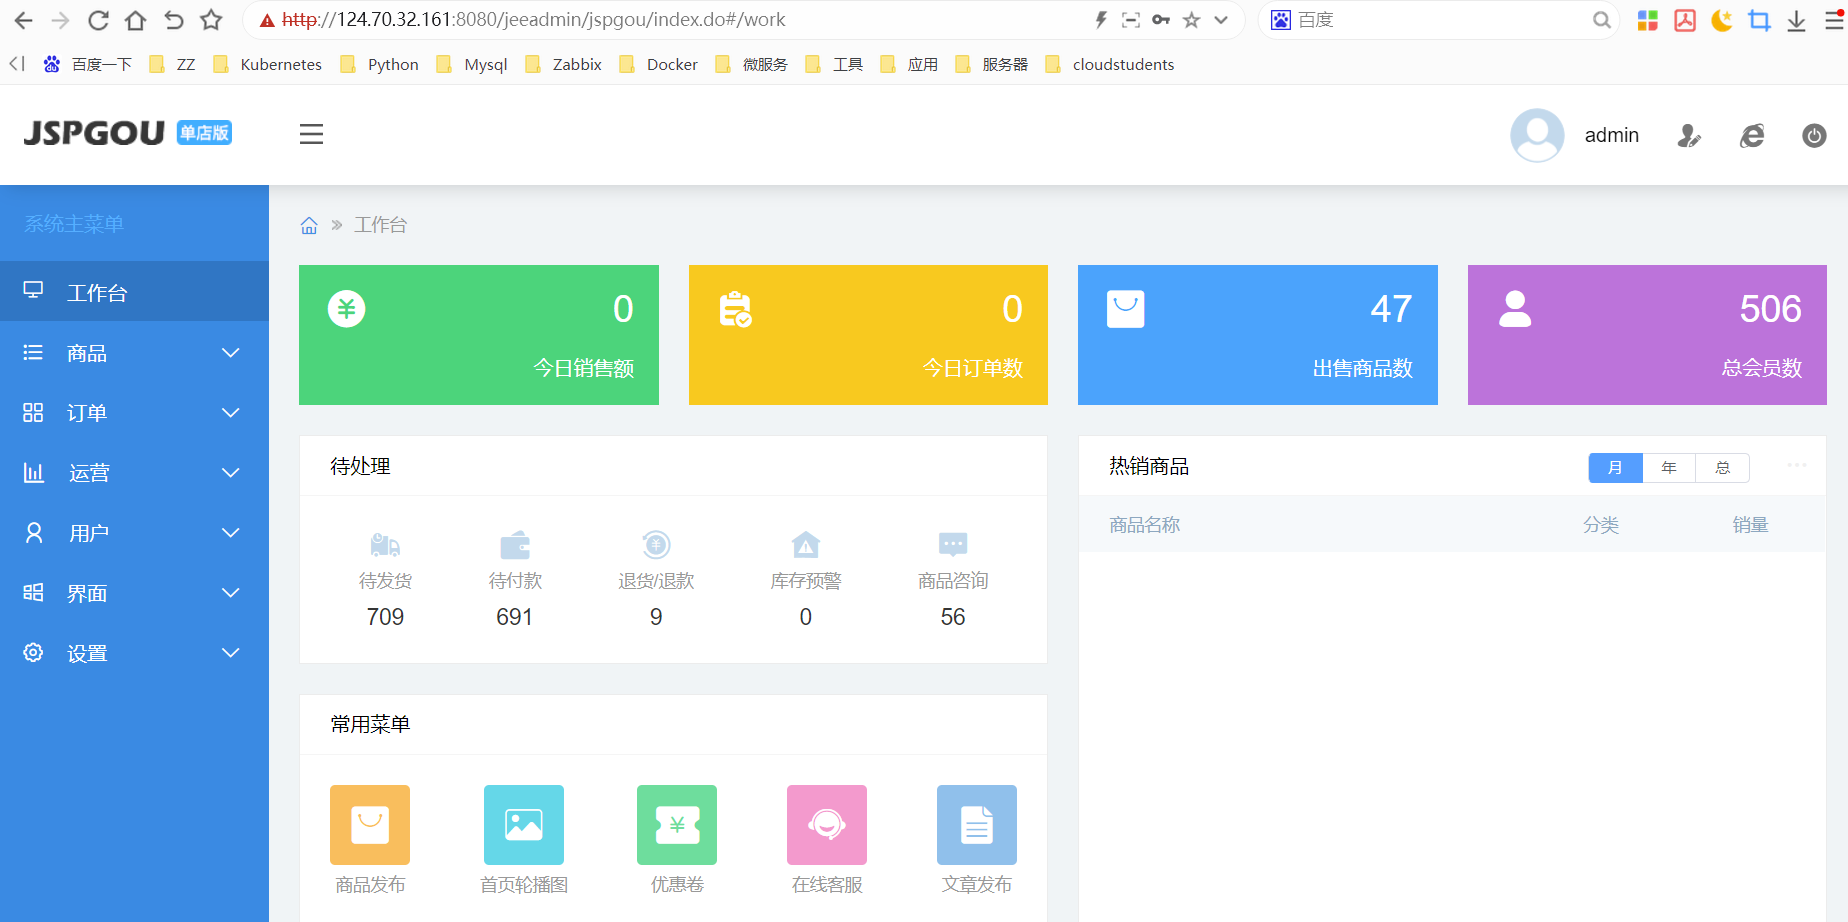 http://124.70.32.161:8080/jeeadmin/jspgou/index.do#/work
百度
百度一下 ZZ Kubernetes Python Mysql Zabbix Docker 微服务 工具 应用 服务器 cloudstudents
JSPGOU 单店版
admin
系统主菜单
工作台
商品
订单
运营
用户
界面
设置
工作台
0
今日销售额
0
今日订单数
47
出售商品数
506
总会员数
待处理
待发货 待付款 退货/退款 库存预警 商品咨询
709 691 9 0 56
热销商品
月 年 总
商品名称 分类 销量
常用菜单
商品发布 首页轮播图 优惠卷 在线客服 文章发布